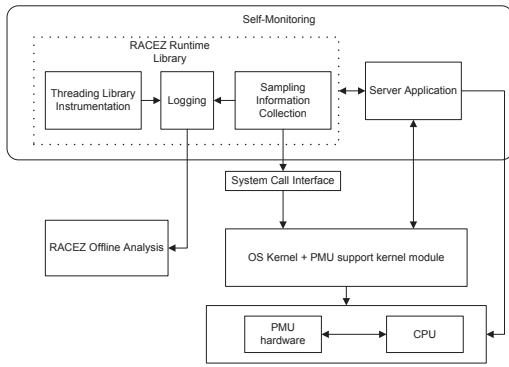 Self-Monitoring
RACEZ Runtime
Library
Threading Library
Instrumentation
Logging
Sampling
Information
Collection
Server Application
System Call Interface
RACEZ Offline Analysis
OS Kernel + PMU support kernel module
PMU
hardware
CPU